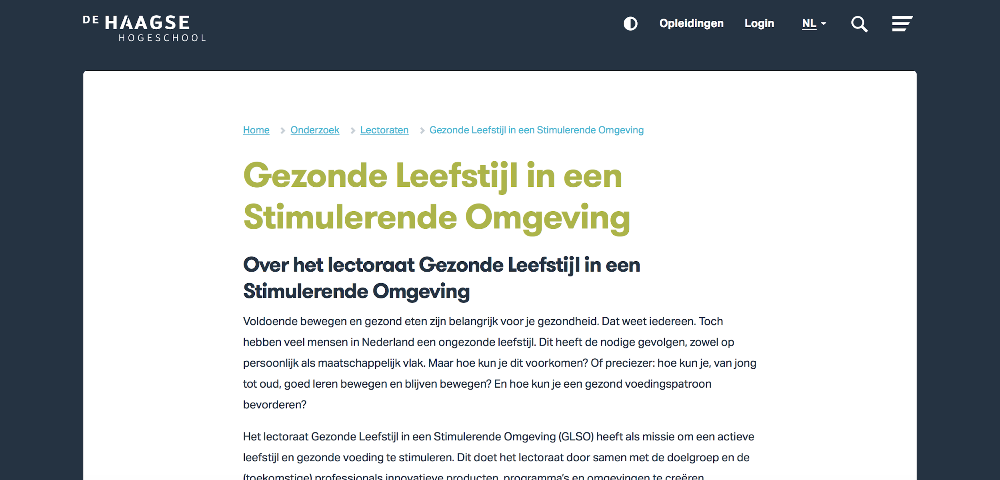 DE HAAGSE
HOGESCHOOL
Opleidingen Login NL
Home Onderzoek Lectoraten Gezonde Leefstijl in een Stimulerende Omgeving
Gezonde Leefstijl in een
Stimulerende Omgeving
Over het lectoraat Gezonde Leefstijl in een
Stimulerende Omgeving
Voldoende bewegen en gezond eten zijn belangrijk voor je gezondheid. Dat weet iedereen. Toch
hebben veel mensen in Nederland een ongezonde leefstijl. Dit heeft de nodige gevolgen, zowel op
persoonlijk als maatschappelijk vlak. Maar hoe kun je dit voorkomen? Of preciezer: hoe kun je, van jong
tot oud, goed leren bewegen en blijven bewegen? En hoe kun je een gezond voedingspatroon
bevorderen?
Het lectoraat Gezonde Leefstijl in een Stimulerende Omgeving (GLSO) heeft als missie om een actieve
leefstijl en gezonde voeding te stimuleren. Dit doet het lectoraat door samen met de doelgroep en de
(toekomstige) professionals innovatieve producten, programma's en omgevingen te creëren